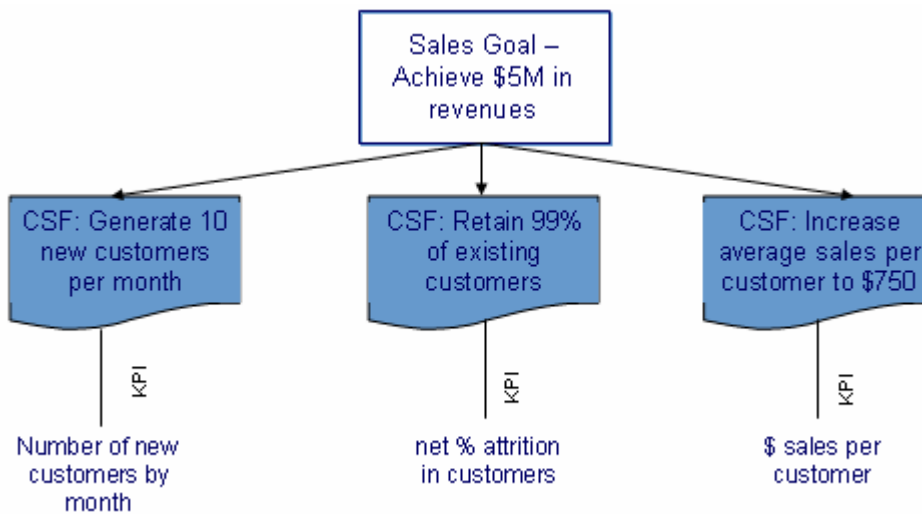 Sales Goal –
Achieve $5M in
revenues
CSF: Generate 10
new customers
per month
CSF: Retain 99%
of existing
customers
CSF: Increase
average sales per
customer to $750
KPI
KPI
KPI
Number of new
customers by
month
net % attrition
in customers
$ sales per
customer